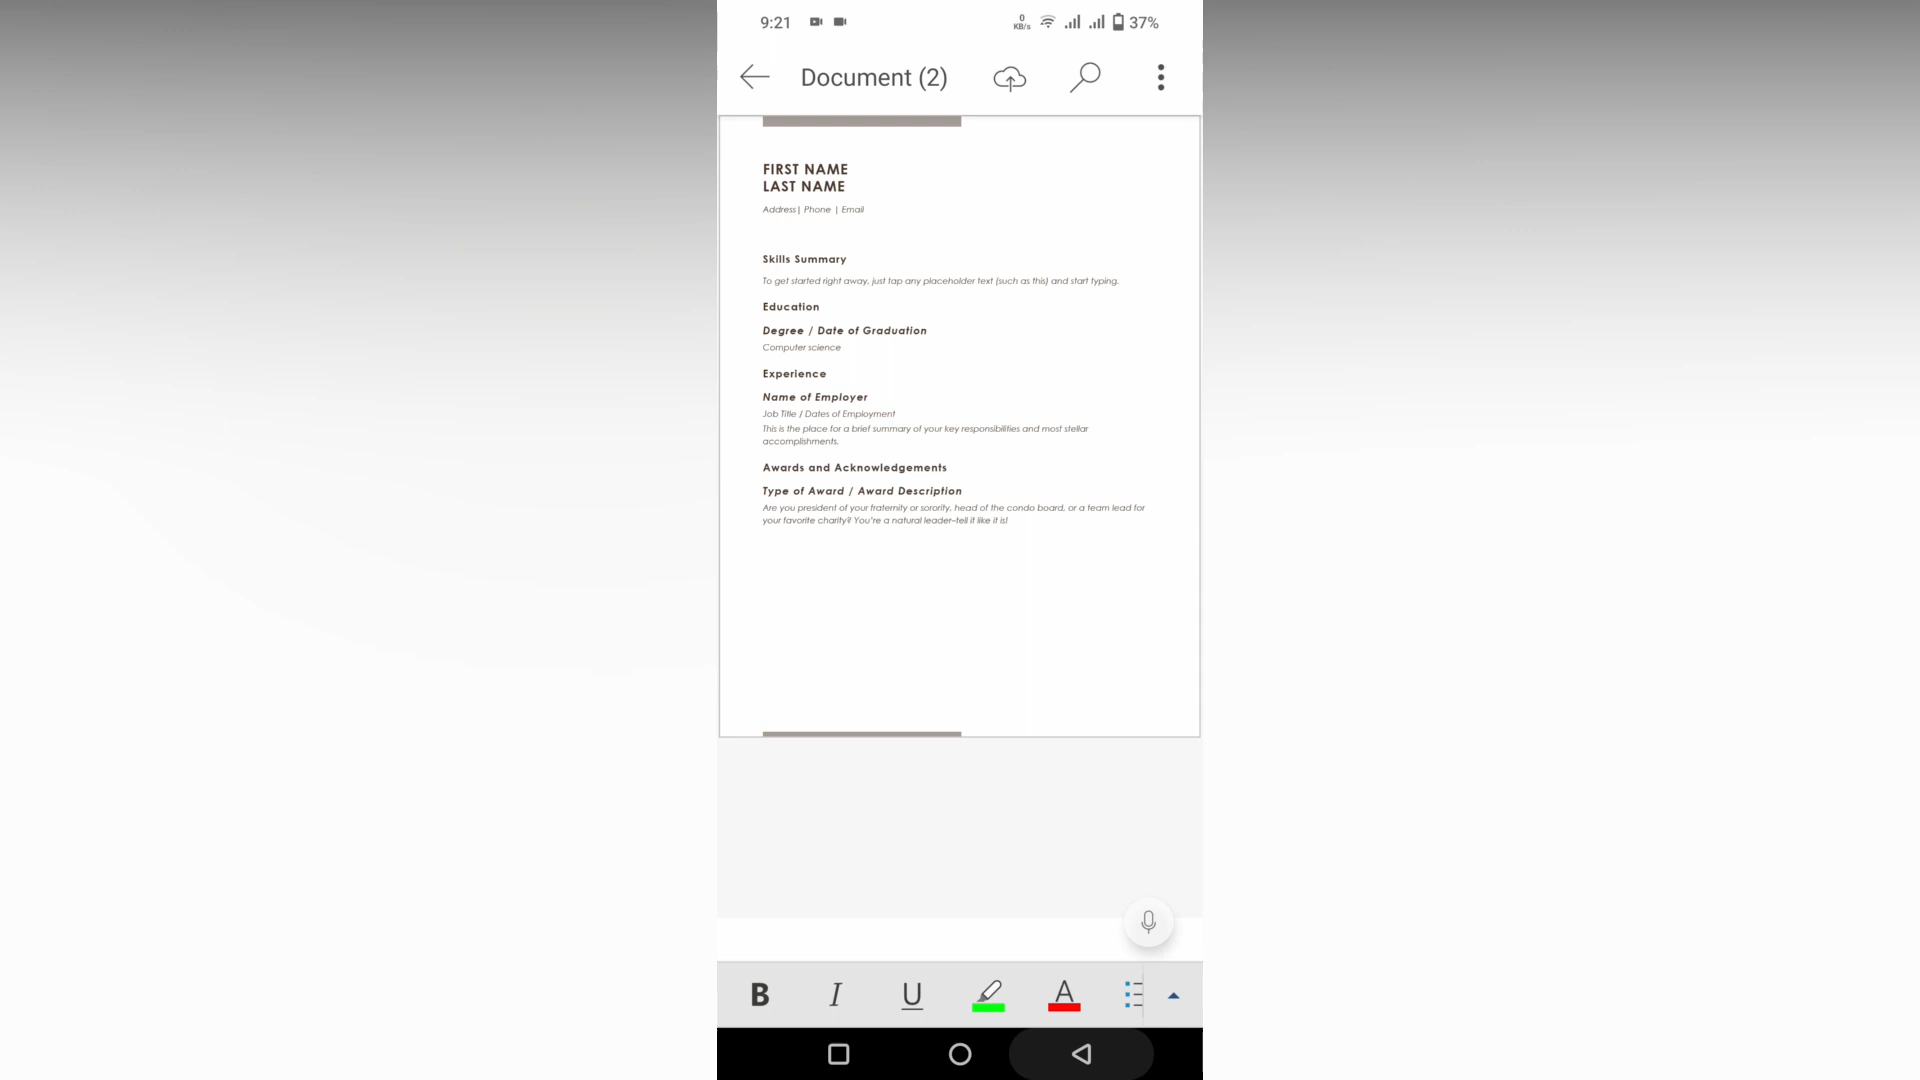 9:21
0
KB/s
37%
Document (2)
FIRST NAME
LAST NAME
Address| Phone | Email
Skills Summary
To get started right away, just tap any placeholder text (such as this) and start typing.
Education
Degree / Date of Graduation
Computer science
Experience
Name of Employer
Job Title / Dates of Employment
This is the place for a brief summary of your key responsibilities and most stellar
accomplishments.
Awards and Acknowledgements
Type of Award / Award Description
Are you president of your fraternity or sorority, head of the condo board, or a team lead for
your favorite charity? You're a natural leader–tell it like it is!
B I U A